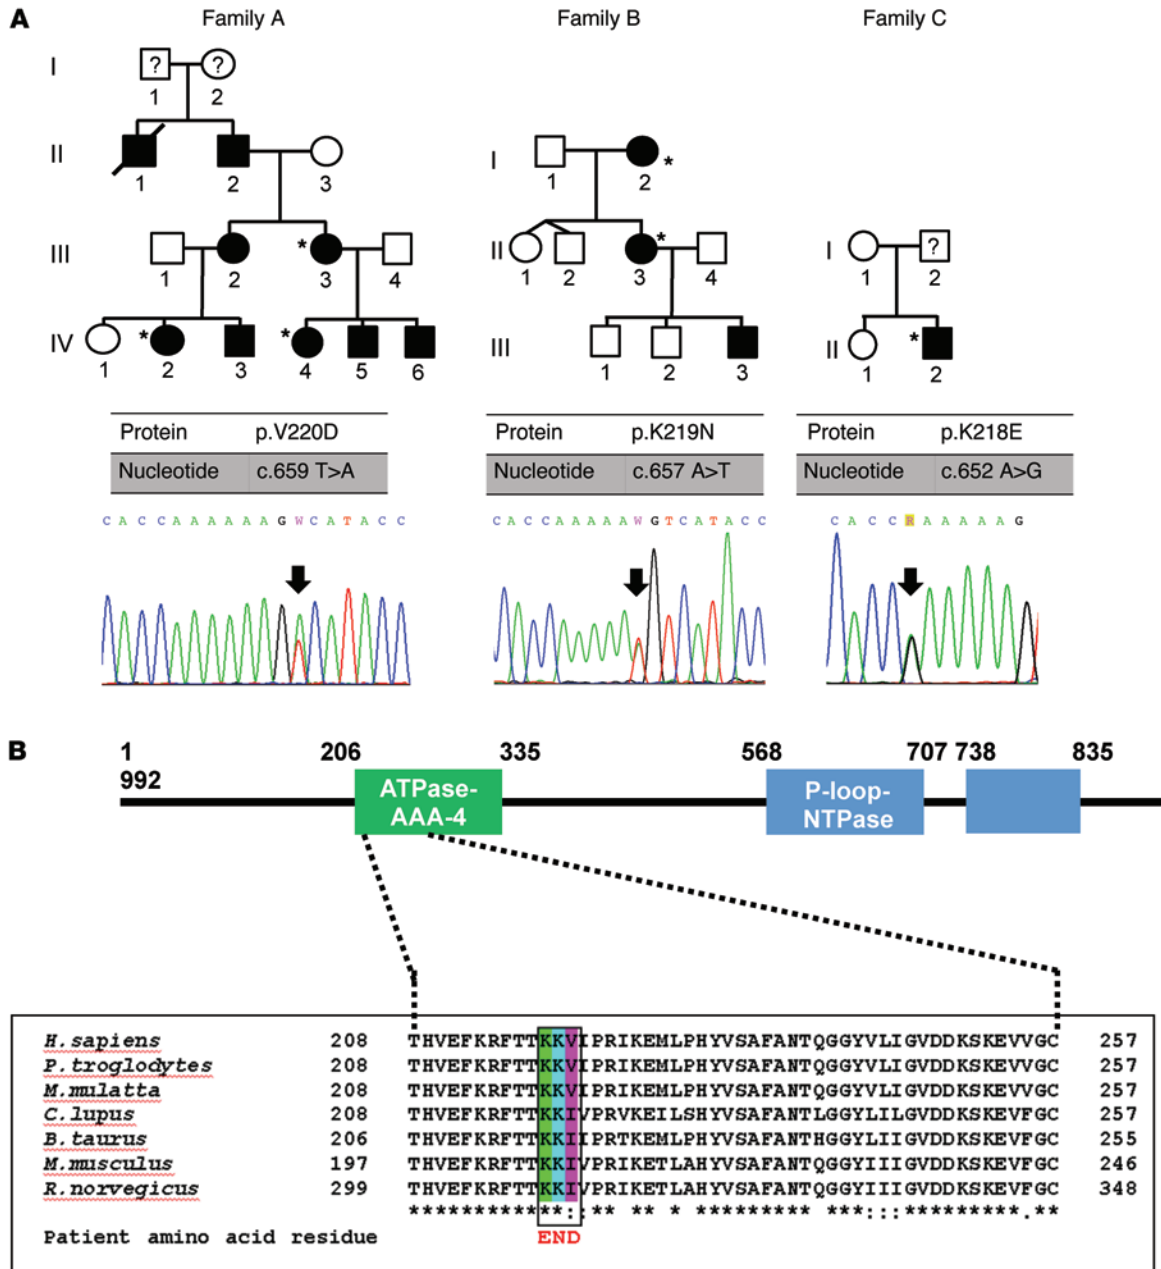 A
Family A Family B Family C
I
? ?
1 2
II
1 2 3
III
* 
1 2 3 4
IV
* *
1 2 3 4 5 6
I
*
1 2
II
*
1 2 3 4
III
1 2 3
I
?
1 2
II
*
1 2
Protein p.V220D
Nucleotide c.659 T>A
CACCAAAAAAGWCATACC
Protein p.K219N
Nucleotide c.657 A>T
CACCAAAAAWGTCATACC
Protein p.K218E
Nucleotide c.652 A>G
CACCRAAAAAG
B
1 206 335 568 707 738 835
992
ATPase-
AAA-4
P-loop-
NTPase
H.sapiens 208 THVEFKRFTTKKVIPRIKEMLPHYVSAFANTQGGYVLIGVDDKSKEVVGC 257
P.troglodytes 208 THVEFKRFTTKKVIPRIKEMLPHYVSAFANTQGGYVLIGVDDKSKEVVGC 257
M.mulatta 208 THVEFKRFTTKKVIPRIKEMLPHYVSAFANTQGGYVLIGVDDKSKEVVGC 257
C.lupus 208 THVEFKRFTTKKIVPRVKEILSHYVSAFANTLGGYLILGVDDKSKEVFGC 257
B.taurus 206 THVEFKRFTTKKIIPRTKEMLPHYVSAFANTHGGYLIIGVDDKSKEVFGC 255
M.musculus 197 THVEFKRFTTKKIVPRIKETLAHYVSAFANTQGGYIIIGVDDKSKEVFGC 246
R.norvegicus 299 THVEFKRFTTKKIVPRIKETLAHYVSAFANTQGGYIIIGVDDKSKEVFGC 348
************::** ** * ********* ***:::*********.**
Patient amino acid residue END